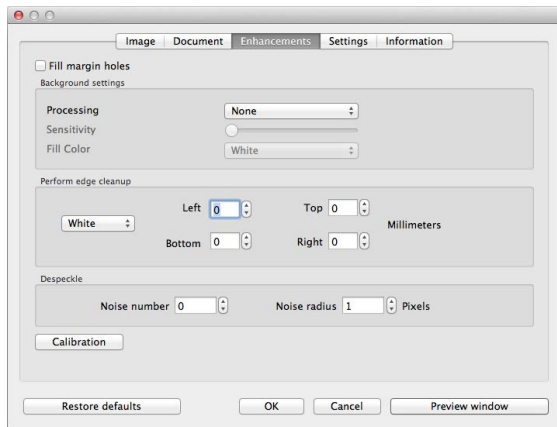 Image Document Enhancements Settings Information
Fill margin holes
Background settings
Processing None
Sensitivity
Fill Color White
Perform edge cleanup
Left 0 Top 0
White Millimeters
Bottom 0 Right 0
Despeckle
Noise number 0 Noise radius 1 Pixels
Calibration
Restore defaults OK Cancel Preview window